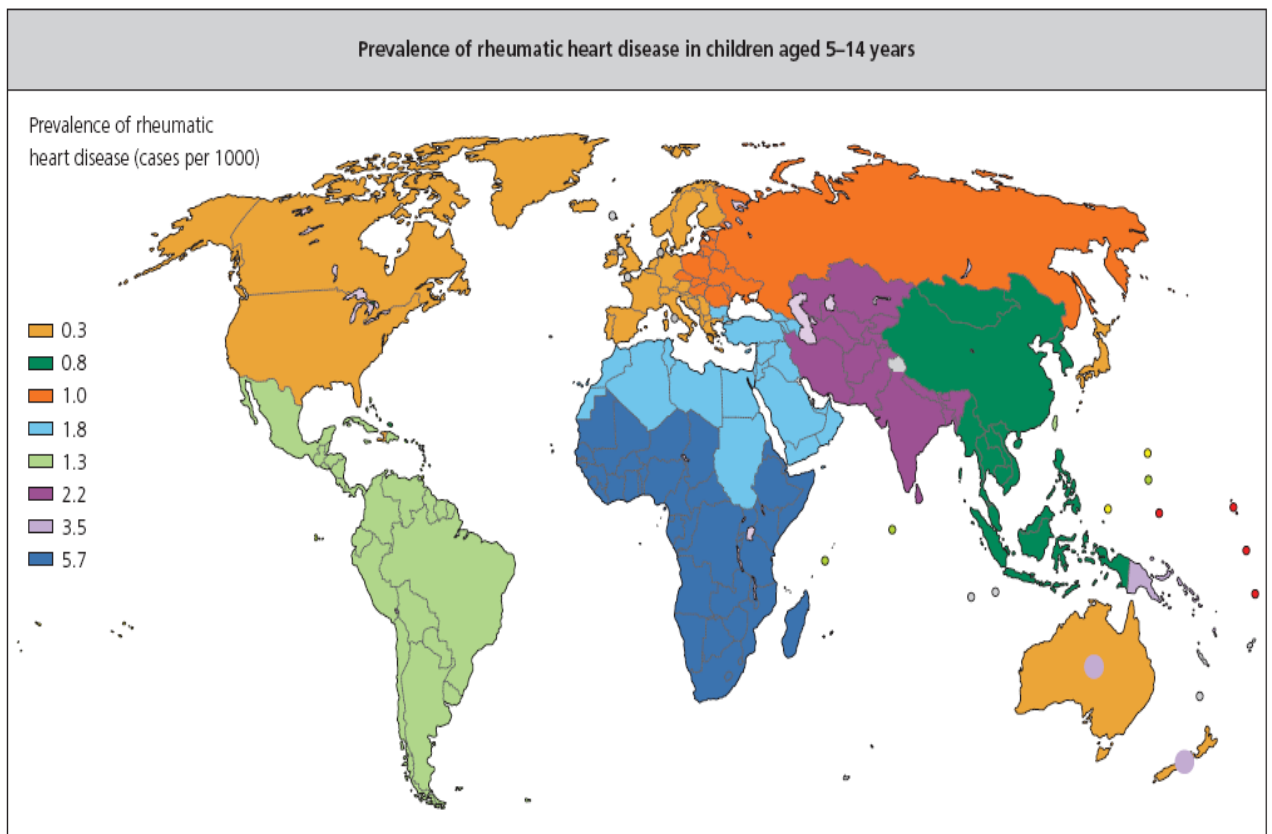 Prevalence of rheumatic heart disease in children aged 5–14 years
Prevalence of rheumatic
heart disease (cases per 1000)
0.3
0.8
1.0
1.8
1.3
2.2
3.5
5.7